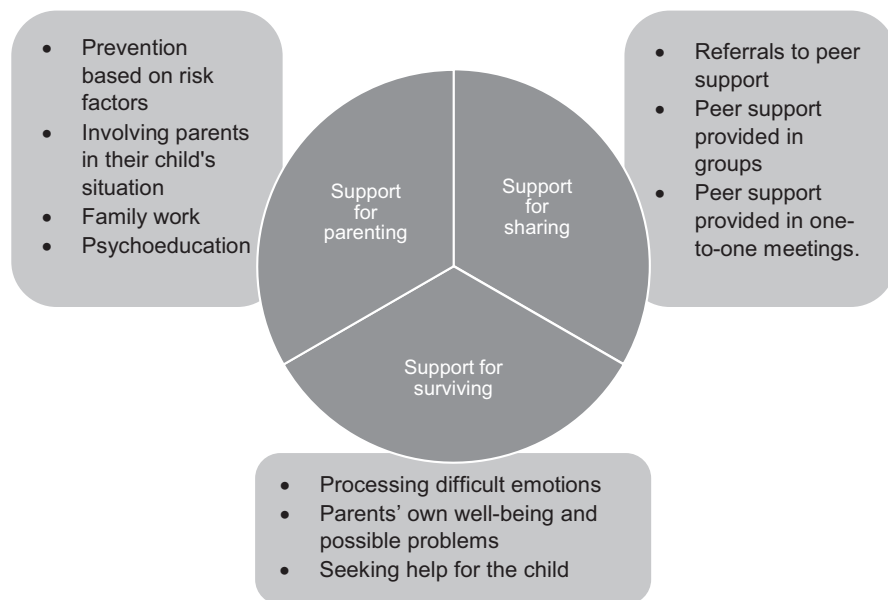 • Prevention
based on risk
factors
• Involving parents
in their child's
situation
• Family work
• Psychoeducation
• Referrals to peer
support
• Peer support
provided in
groups
• Peer support
provided in one-
to-one meetings.
Support
for
parenting
Support
for
sharing
Support for
surviving
• Processing difficult emotions
• Parents’ own well-being and
possible problems
• Seeking help for the child